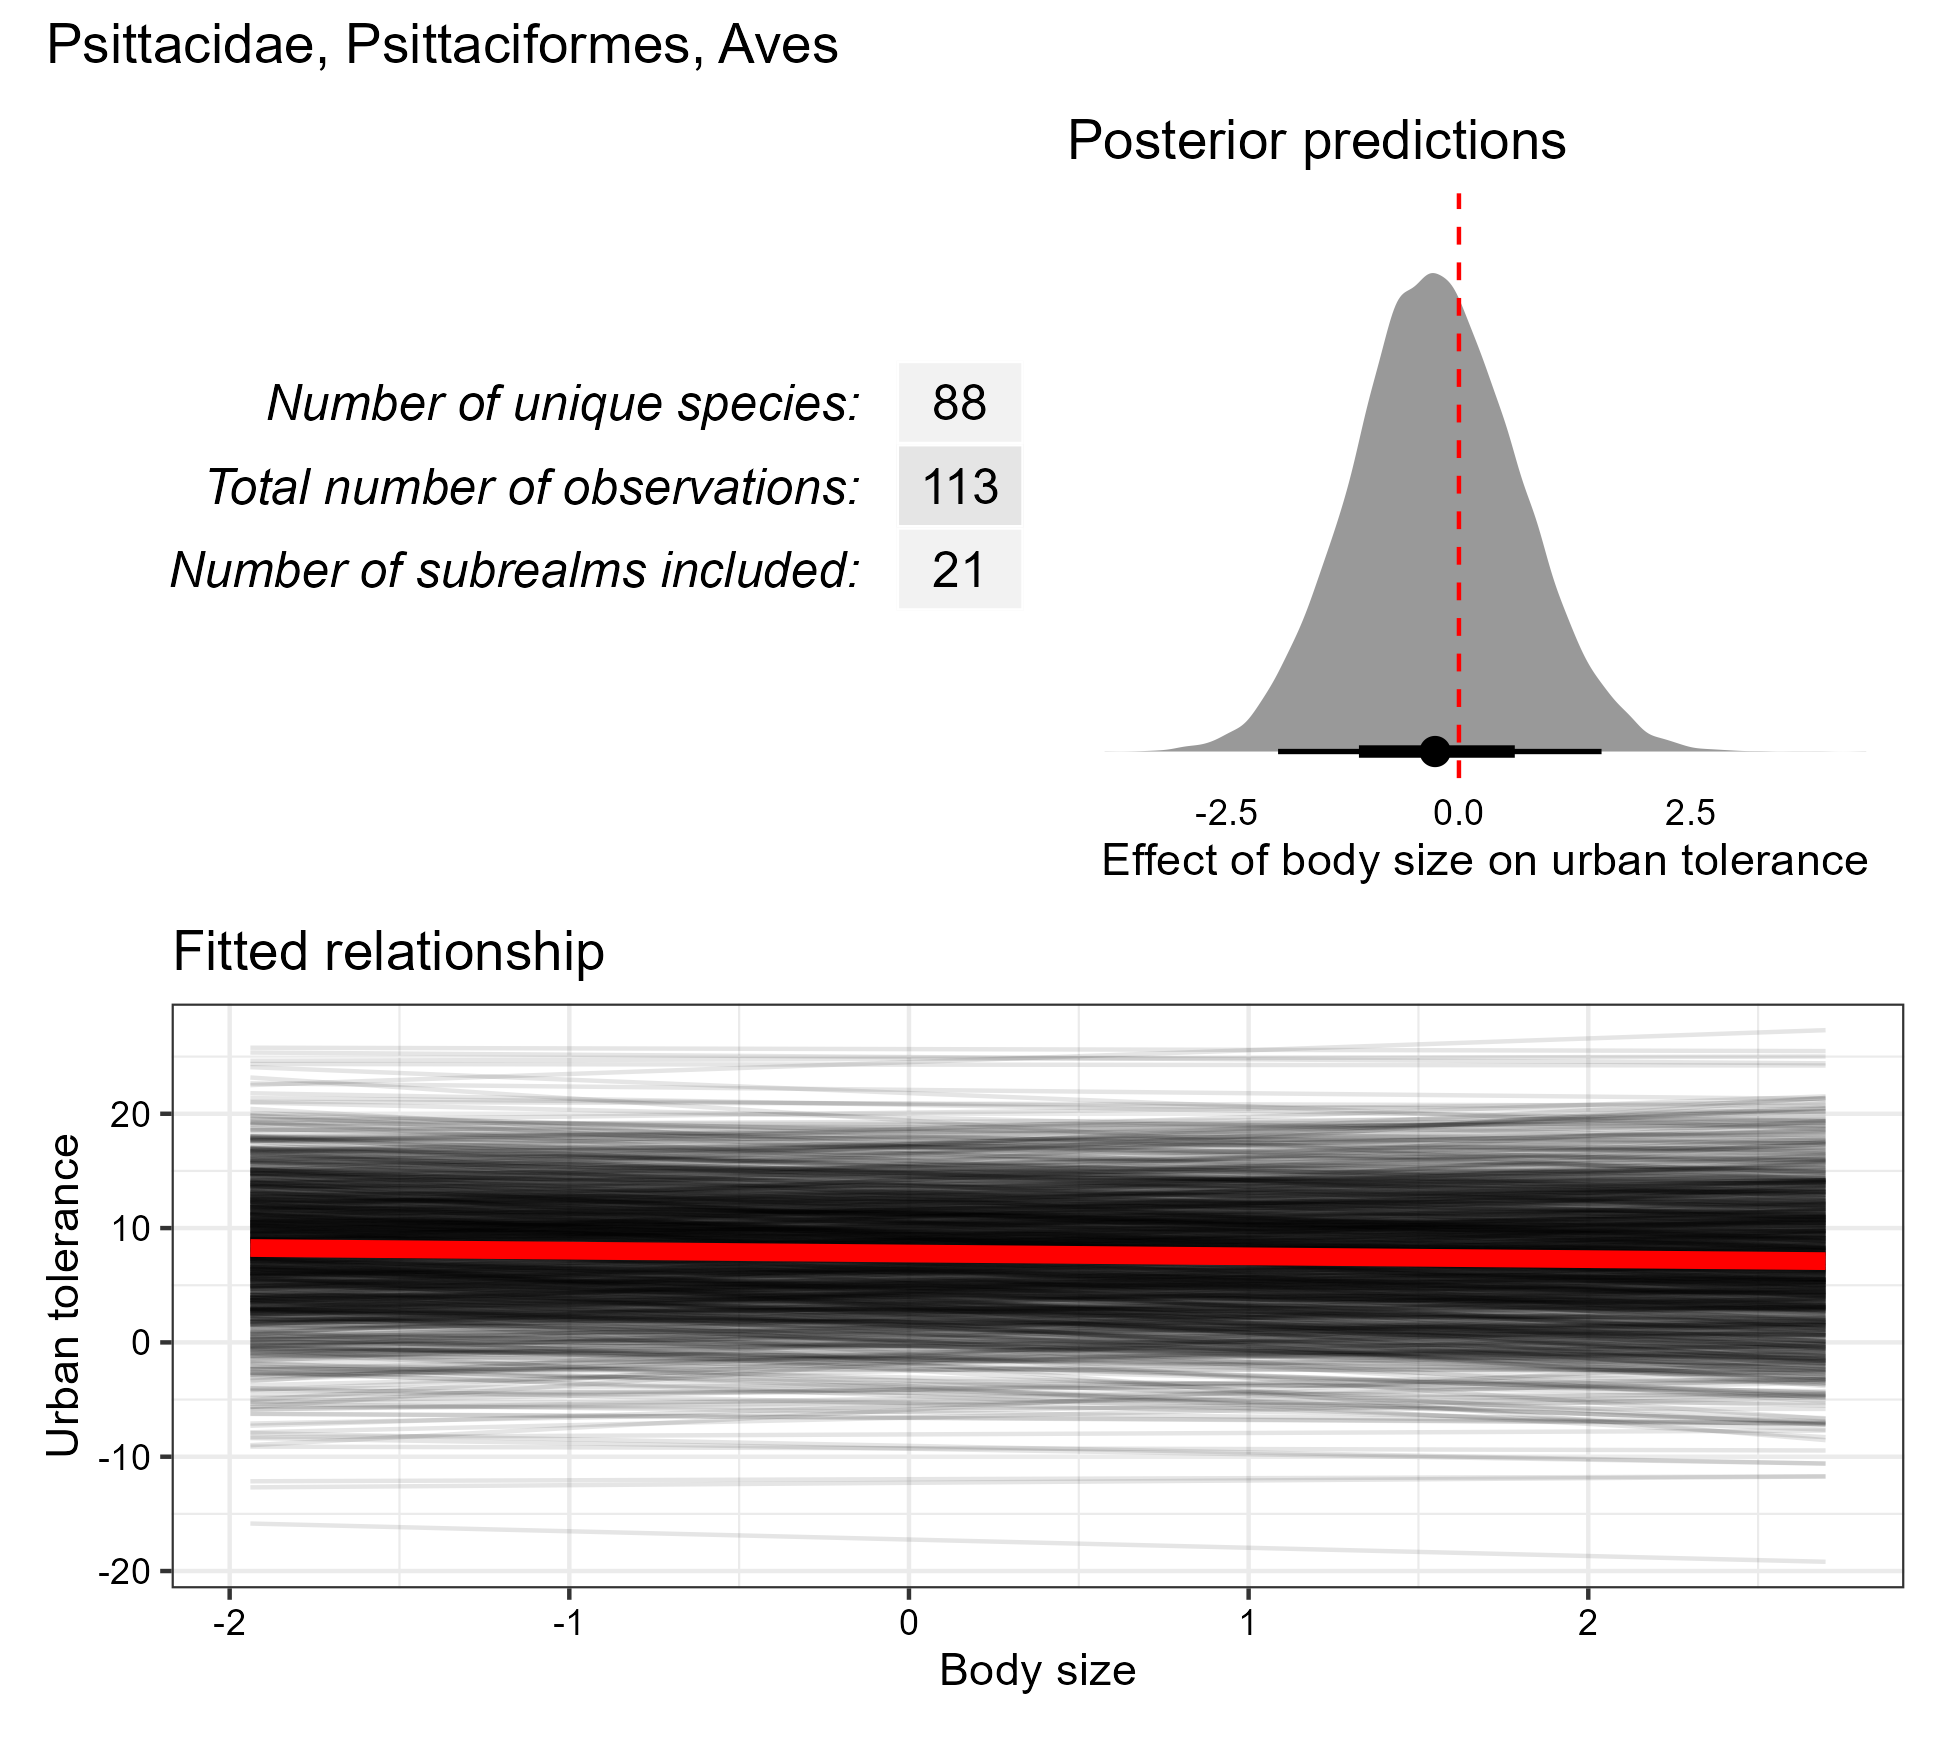 Psittacidae, Psittaciformes, Aves
Posterior predictions
Number of unique species: 88
Total number of observations: 113
Number of subrealms included: 21
-2.5 0.0 2.5
Effect of body size on urban tolerance
Fitted relationship
Urban tolerance
20
10
0
-10
-20
-2 -1 0 1 2
Body size